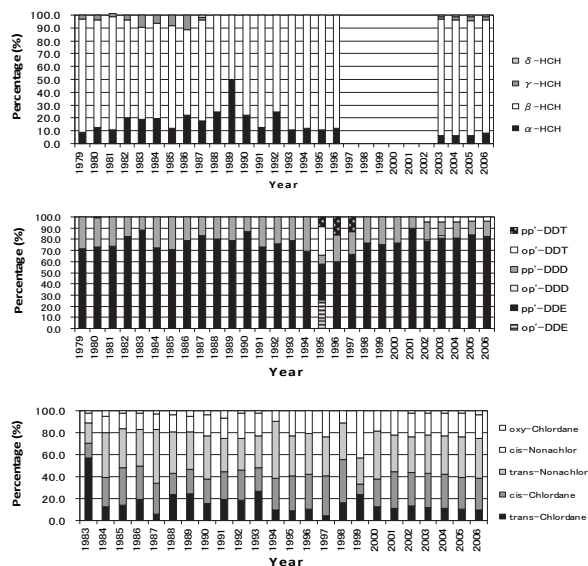 Percentage (%)
100.0
90.0
80.0
70.0
60.0
50.0
40.0
30.0
20.0
10.0
0.0
1979 1980 1981 1982 1983 1984 1985 1986 1987 1988 1989 1990 1991 1992 1993 1994 1995 1996 1997 1998 1999 2000 2001 2002 2003 2004 2005 2006
Year
δ-HCH
γ-HCH
β-HCH
α-HCH
Percentage (%)
100.0
90.0
80.0
70.0
60.0
50.0
40.0
30.0
20.0
10.0
0.0
1979 1980 1981 1982 1983 1984 1985 1986 1987 1988 1989 1990 1991 1992 1993 1994 1995 1996 1997 1998 1999 2000 2001 2002 2003 2004 2005 2006
Year
pp'-DDT
op'-DDT
pp'-DDD
op'-DDD
pp'-DDE
op'-DDE
Percentage (%)
100.0
80.0
60.0
40.0
20.0
0.0
1983 1984 1985 1986 1987 1988 1989 1990 1991 1992 1993 1994 1995 1996 1997 1998 1999 2000 2001 2002 2003 2004 2005 2006
Year
oxy-Chlordane
cis-Nonachlor
trans-Nonachlor
cis-Chlordane
trans-Chlordane